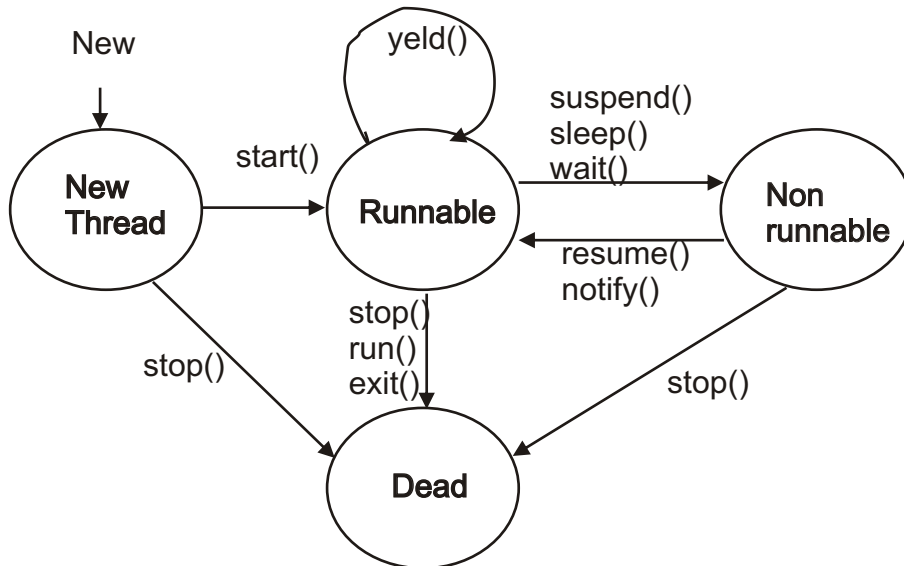 New
yeld()
suspend()
sleep()
wait()
start()
New
Thread
Runnable
Non
runnable
resume()
notify()
stop()
run()
exit()
stop()
stop()
Dead